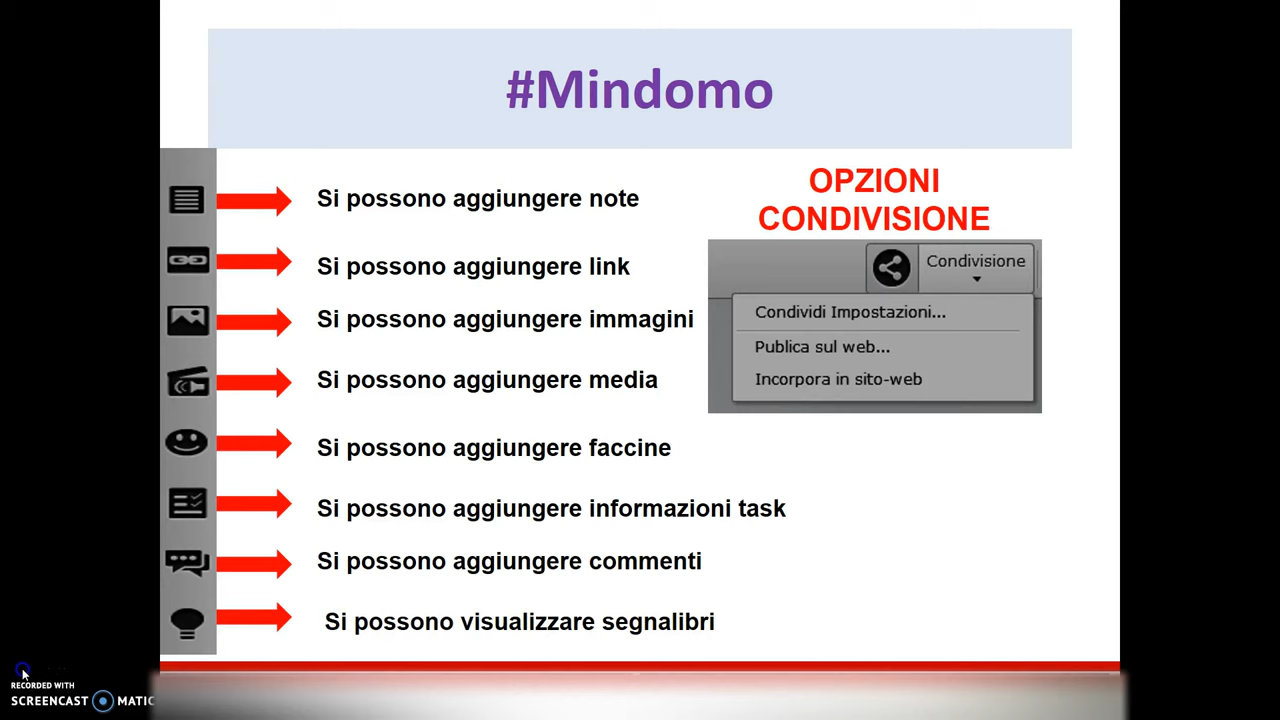 #Mindomo
Si possono aggiungere note
Si possono aggiungere link
Si possono aggiungere immagini
Si possono aggiungere media
Si possono aggiungere faccine
Si possono aggiungere informazioni task
Si possono aggiungere commenti
Si possono visualizzare segnalibri
OPZIONI
CONDIVISIONE
Condivisione
Condividi Impostazioni...
Publica sul web...
Incorpora in sito-web
RECORDED WITH
SCREENCAST MATIC